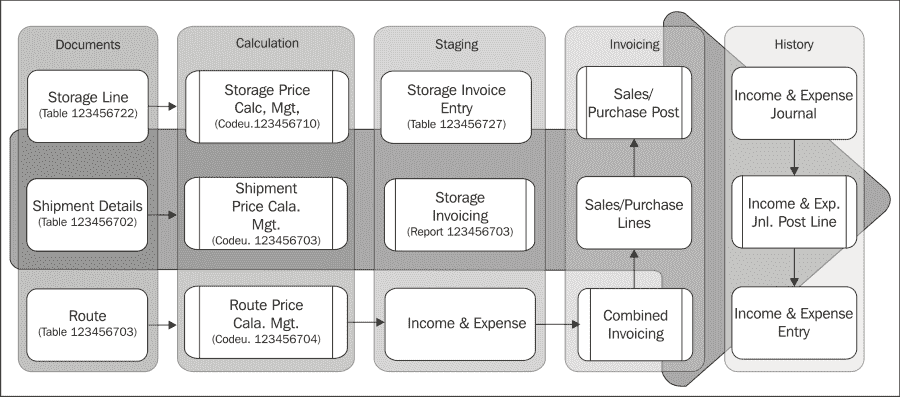 Documents
Storage Line
(Table 123456722)
Shipment Details
(Table 123456702)
Route
(Table 123456703)
Calculation
Storage Price
Calc, Mgt,
(Codeu.123456710)
Shipment
Price Cala.
Mgt.
(Codeu. 123456703)
Route Price
Cala. Mgt.
(Codeu. 123456704)
Staging
Storage Invoice
Entry
(Table 123456727)
Storage
Invoicing
(Report 123456703)
Income & Expense
Invoicing
Sales/
Purchase Post
Sales/Purchase
Lines
Combined
Invoicing
History
Income & Expense
Journal
Income & Exp.
Jnl. Post Line
Income & Expense
Entry